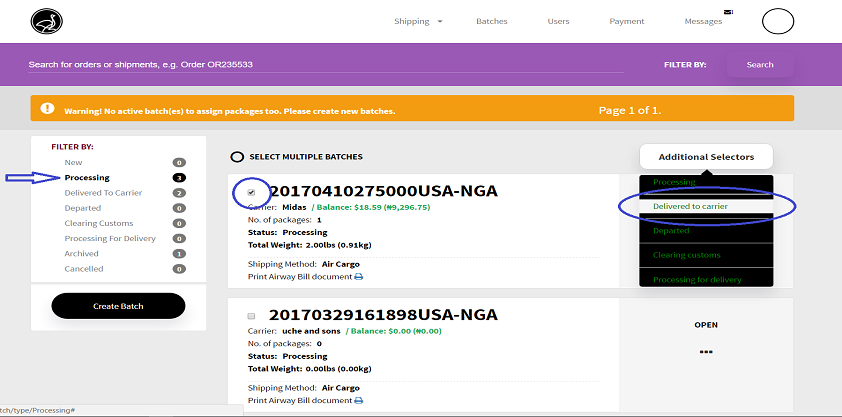 Shipping Batches Users Payment Messages
Search for orders or shipments, e.g. Order OR235533 FILTER BY: Search
Warning! No active batch(es) to assign packages too. Please create new batches. Page 1 of 1.
FILTER BY:
New 0
Processing 3
Delivered To Carrier 2
Departed 0
Clearing Customs 0
Processing For Delivery 0
Archived 1
Cancelled 0
Create Batch
SELECT MULTIPLE BATCHES
20170410275000USA-NGA
Carrier: Midas / Balance: $18.59 (₦9,296.75)
No. of packages: 1
Status: Processing
Total Weight: 2.00lbs (0.91kg)
Shipping Method: Air Cargo
Print Airway Bill document
Additional Selectors
Processing
Delivered to carrier
Departed
Clearing customs
Processing for delivery
20170329161898USA-NGA
Carrier: uche and sons / Balance: $0.00 (₦0.00)
No. of packages: 0
Status: Processing
Total Weight: 0.00lbs (0.00kg)
Shipping Method: Air Cargo
Print Airway Bill document
OPEN
tch/type/Processing#